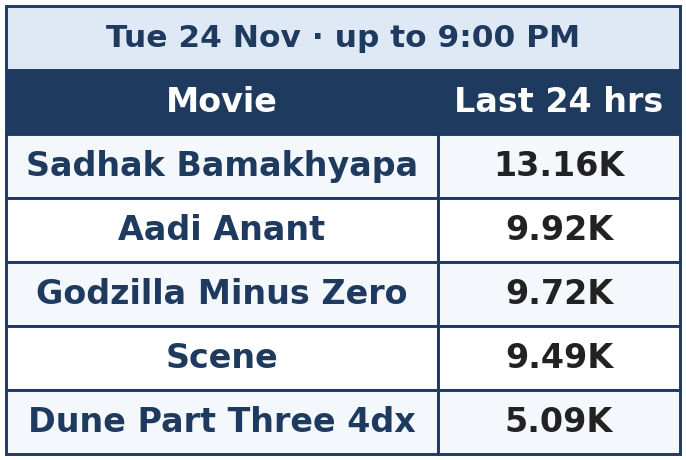 Tue 24 Nov · up to 9:00 PM
Movie Last 24 hrs
Sadhak Bamakhyapa 13.16K
Aadi Anant 9.92K
Godzilla Minus Zero 9.72K
Scene 9.49K
Dune Part Three 4dx 5.09K